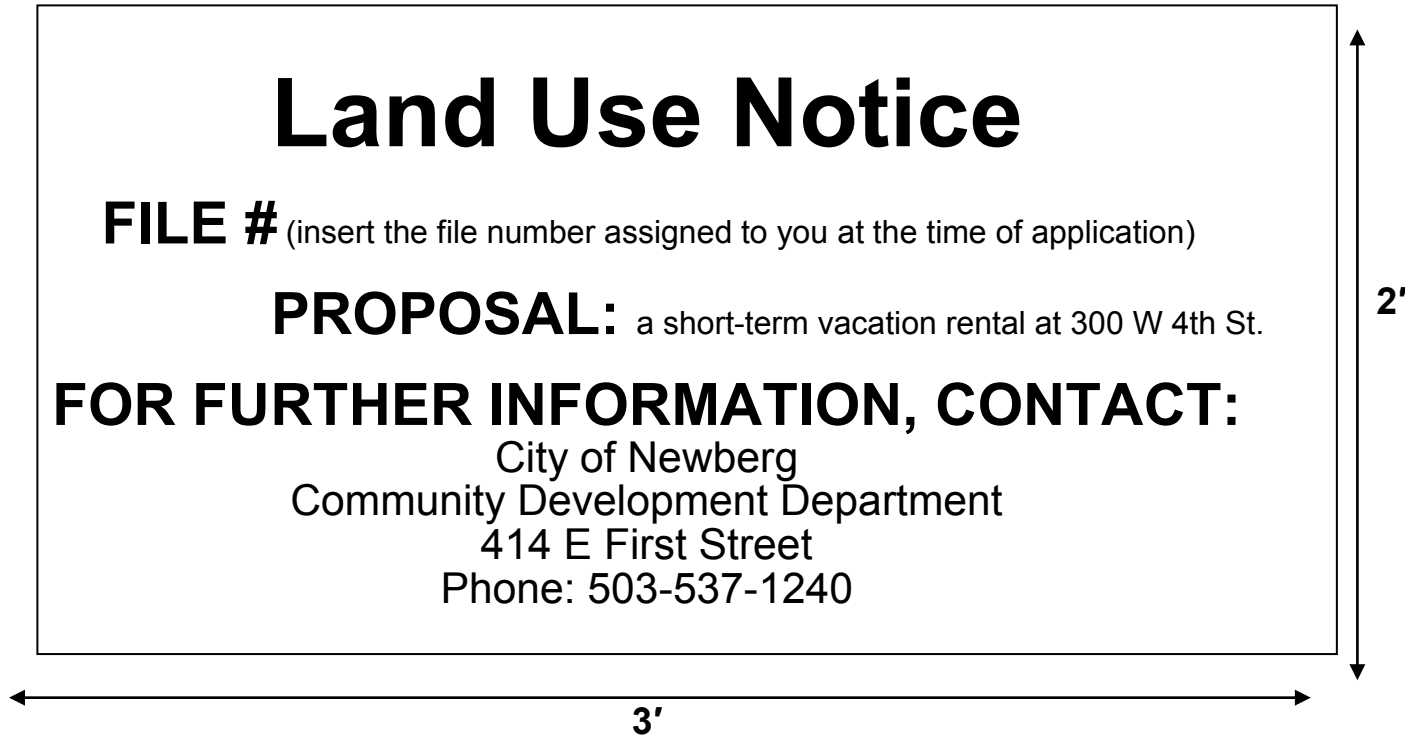 Land Use Notice
FILE # (insert the file number assigned to you at the time of application)
PROPOSAL: a short-term vacation rental at 300 W 4th St.
FOR FURTHER INFORMATION, CONTACT:
City of Newberg
Community Development Department
414 E First Street
Phone: 503-537-1240
2′
3′